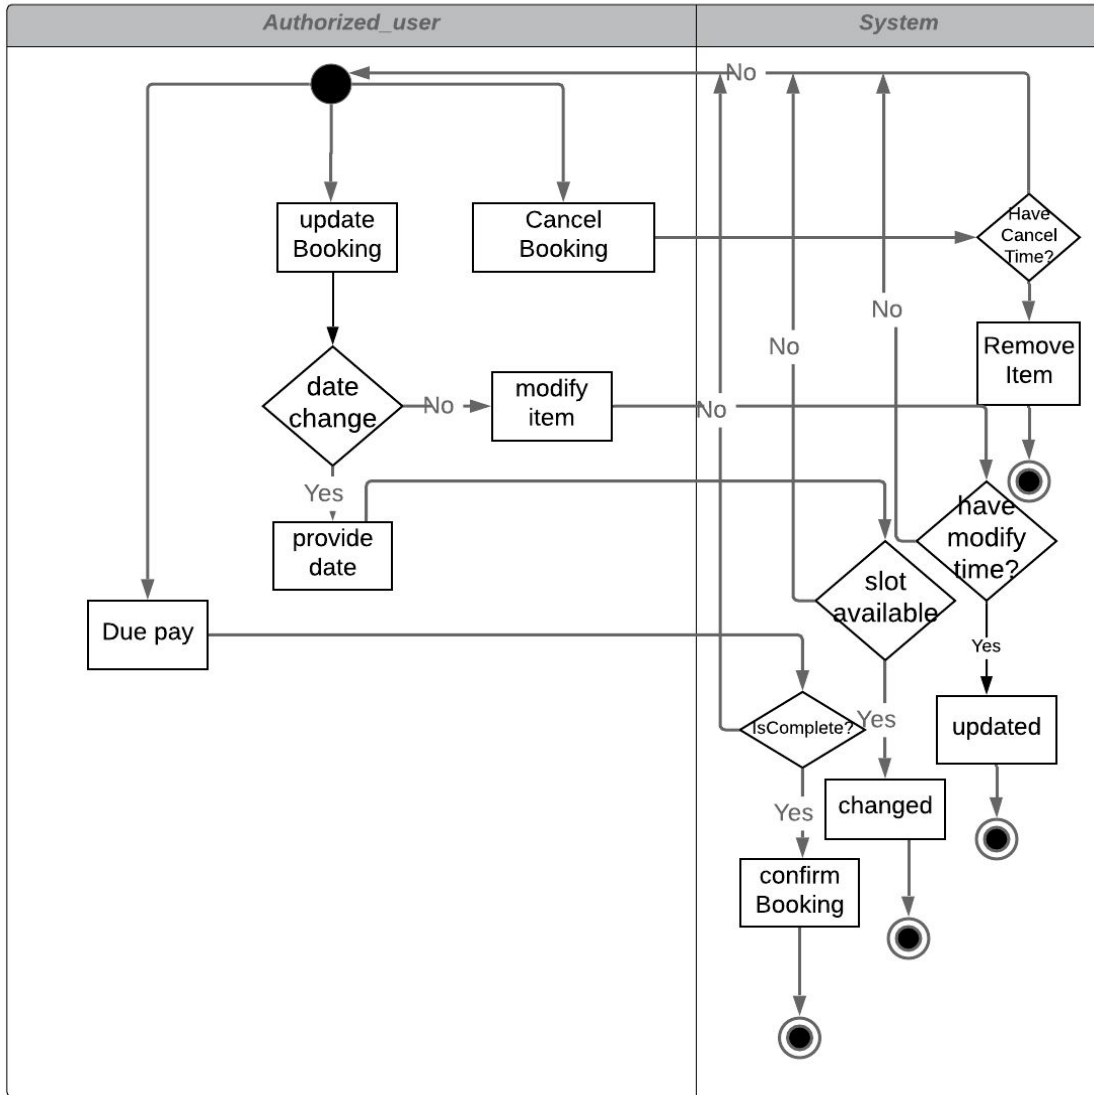 Authorized_user
System
No
update
Booking
Cancel
Booking
Have
Cancel
Time?
No
No
Remove
Item
date
change
No
modify
item
No
Yes
provide
date
have
modify
time?
slot
available
Due pay
Yes
IsComplete?
Yes
updated
changed
Yes
confirm
Booking